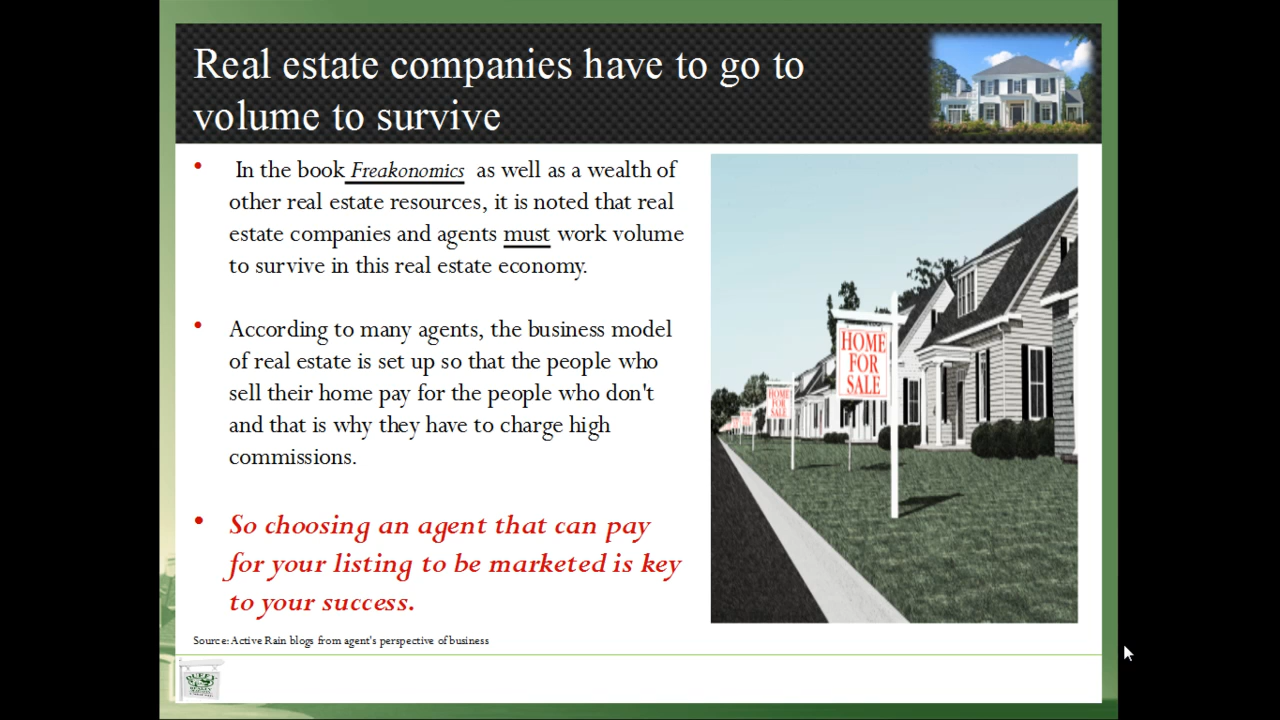 Real estate companies have to go to
volume to survive
• In the book Freakonomics as well as a wealth of
other real estate resources, it is noted that real
estate companies and agents must work volume
to survive in this real estate economy.
• According to many agents, the business model
of real estate is set up so that the people who
sell their home pay for the people who don't
and that is why they have to charge high
commissions.
• So choosing an agent that can pay
for your listing to be marketed is key
to your success.
Source: Active Rain blogs from agent's perspective of business
HOME
FOR
SALE
HOME
FOR
SALE